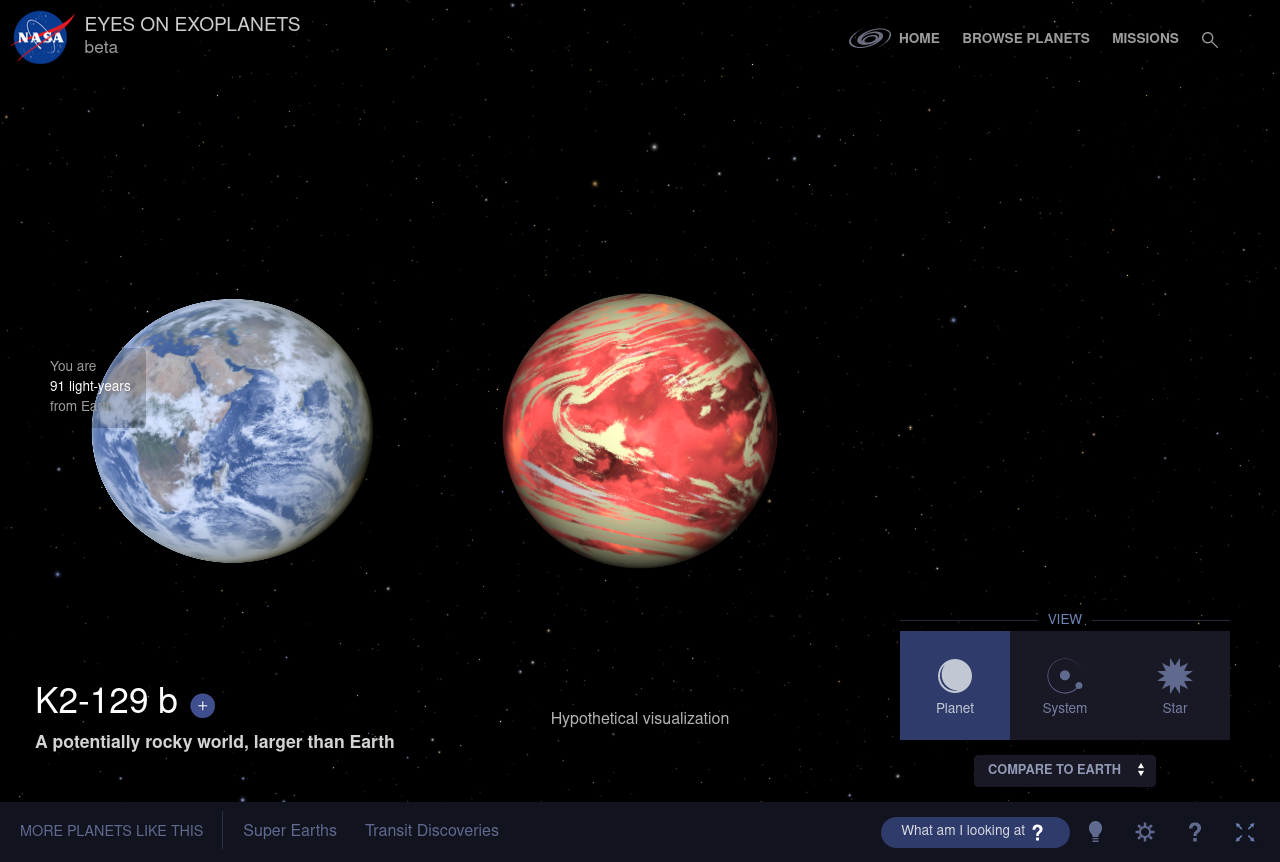 NASA
EYES ON EXOPLANETS
beta
HOME
BROWSE PLANETS
MISSIONS
You are
91 light-years
from Earth
K2-129 b
+
A potentially rocky world, larger than Earth
Hypothetical visualization
VIEW
Planet
System
Star
COMPARE TO EARTH
MORE PLANETS LIKE THIS
Super Earths
Transit Discoveries
What am I looking at ?
?